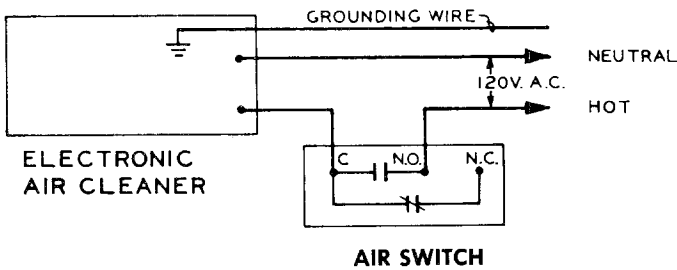 GROUNDING WIRE
NEUTRAL
120V. A.C.
HOT
C N.O. N.C.
ELECTRONIC
AIR CLEANER
AIR SWITCH